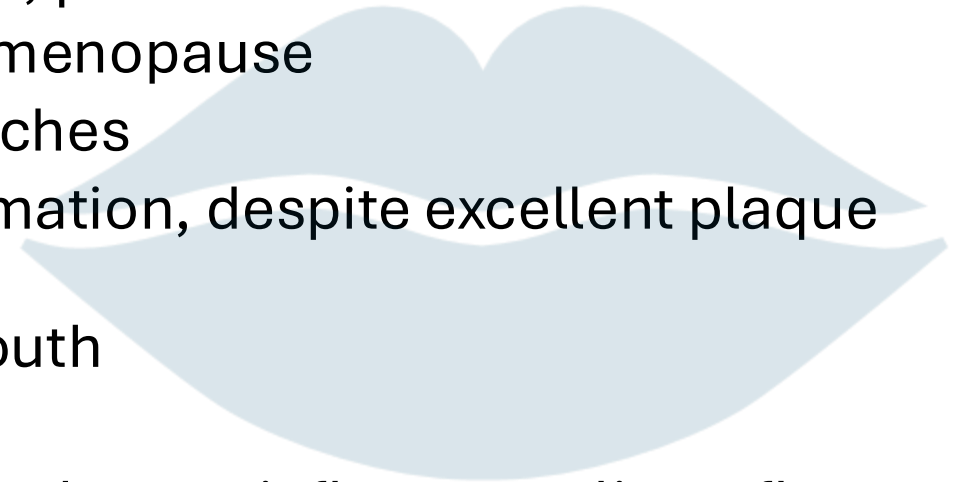 menopause
ches
mation, despite excellent plaque
outh